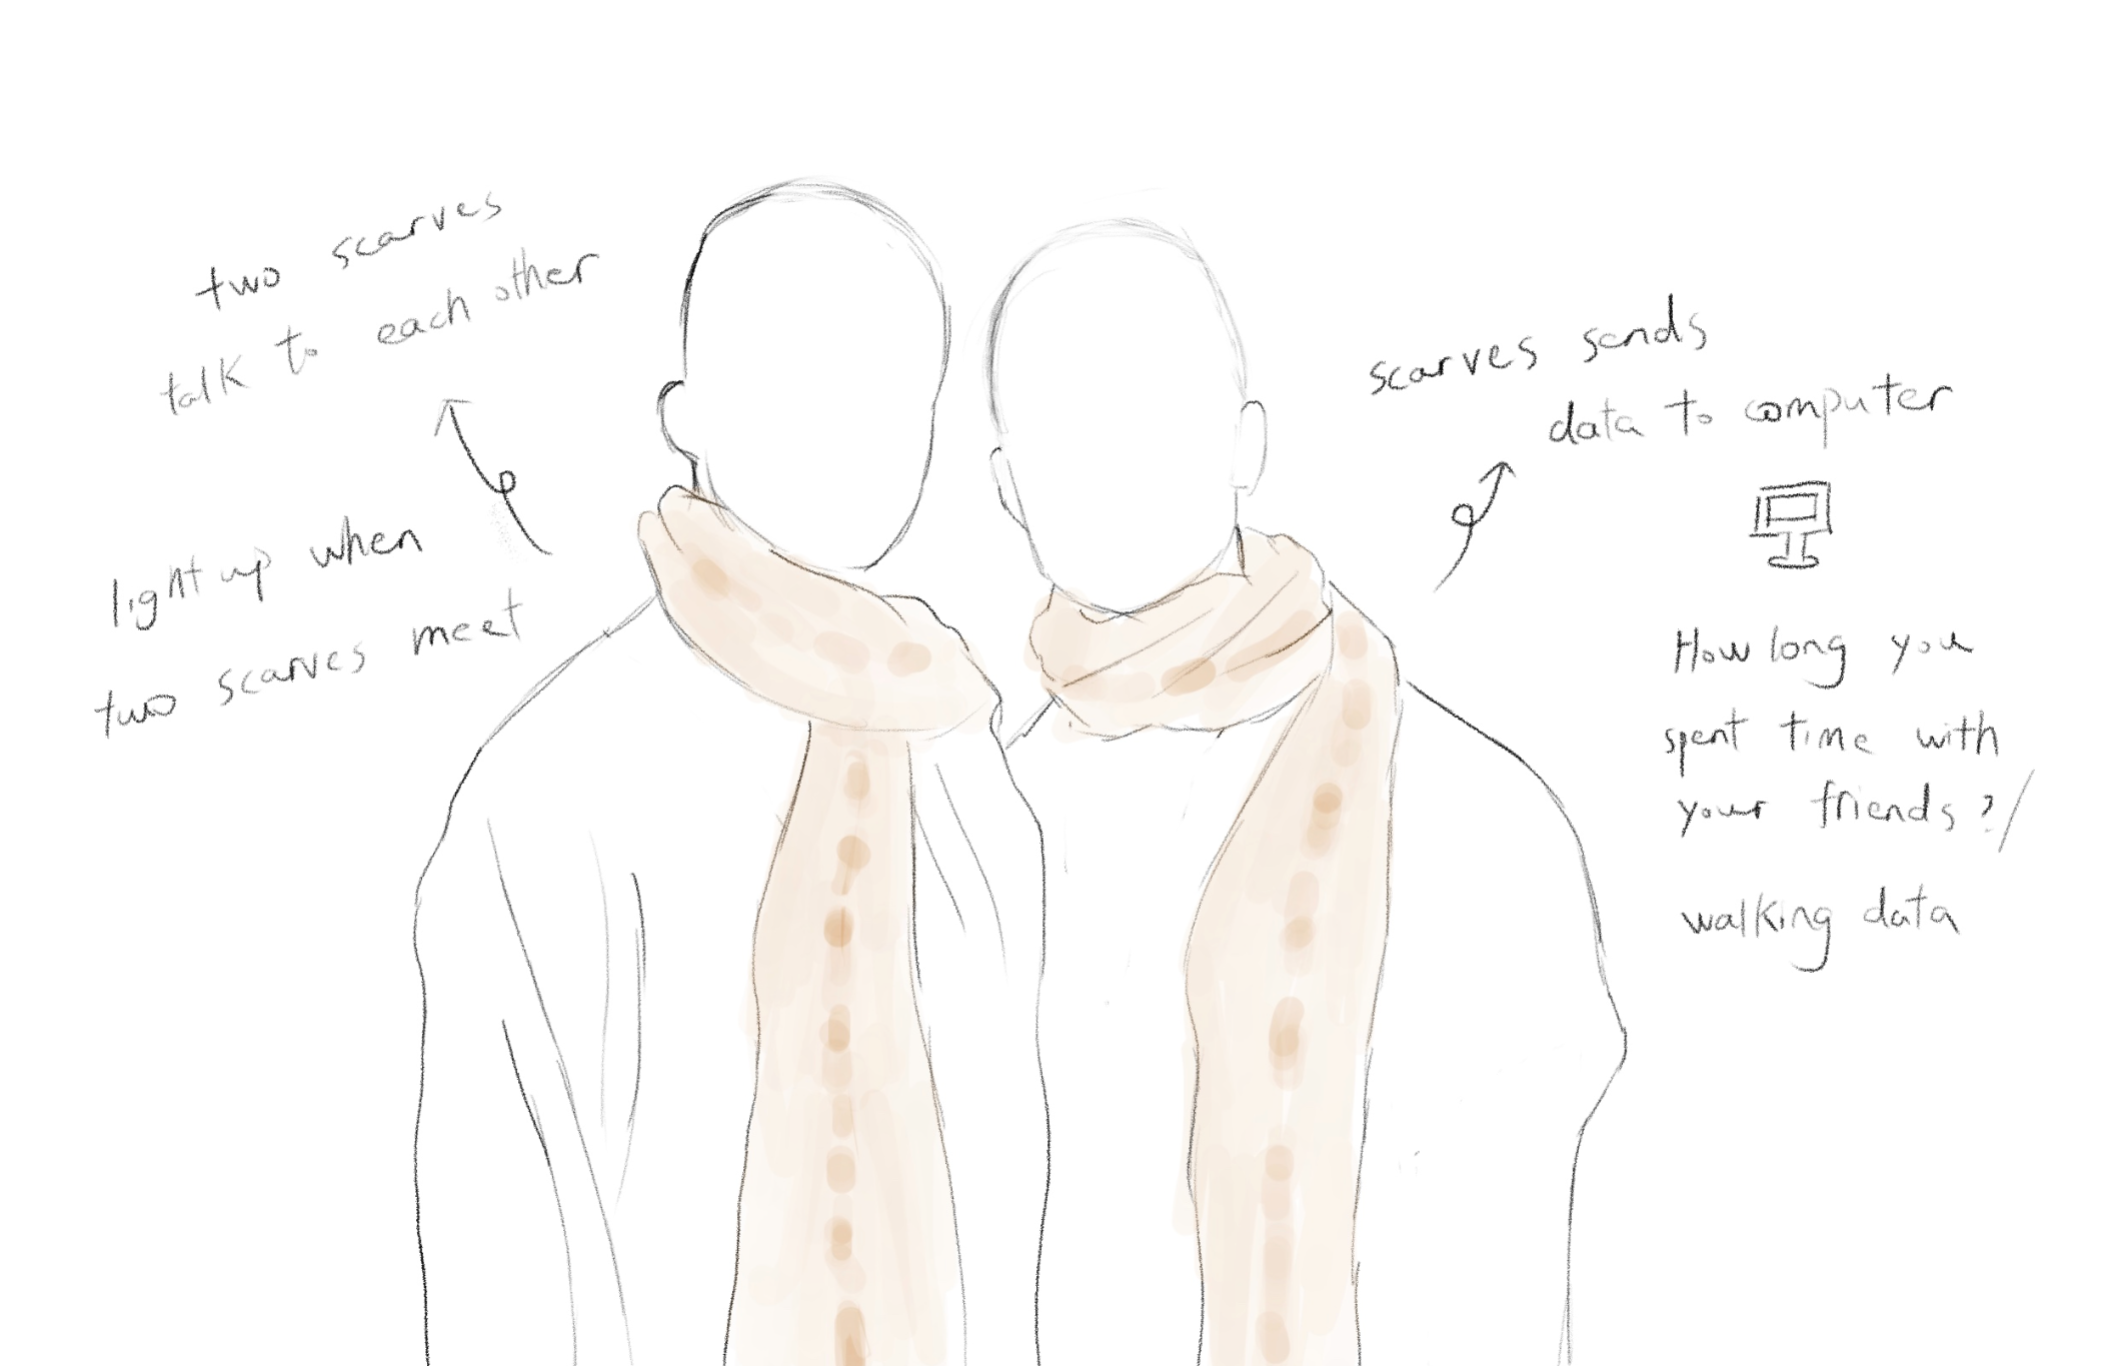 two scarves
talk to each other
light up when
two scarves meet
scarves sends
data to computer
How long you
spent time with
your friends?/
walking data